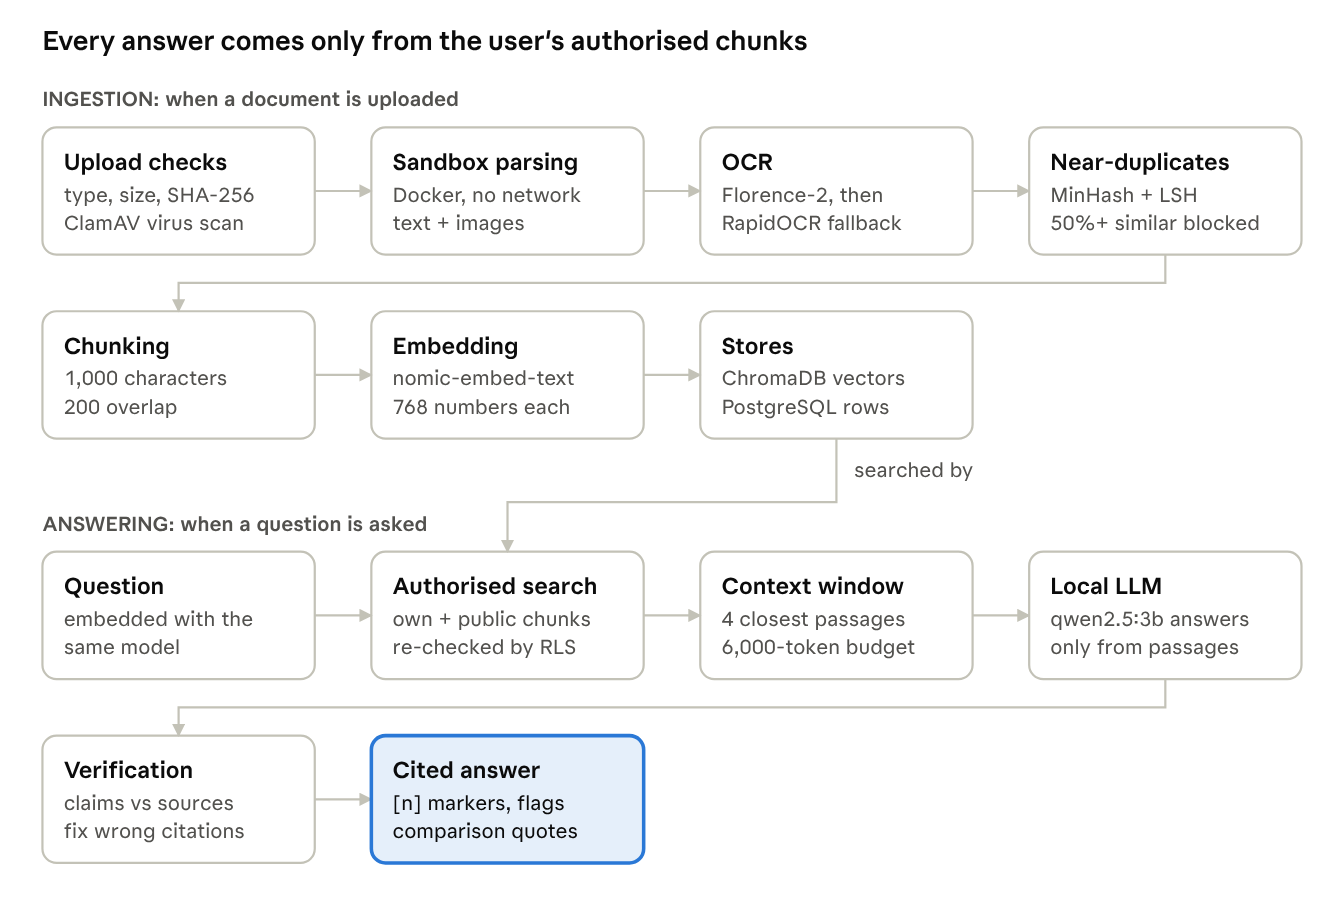 Every answer comes only from the user's authorised chunks
INGESTION: when a document is uploaded
Upload checks
type, size, SHA-256
ClamAV virus scan
Sandbox parsing
Docker, no network
text + images
OCR
Florence-2, then
RapidOCR fallback
Near-duplicates
MinHash + LSH
50%+ similar blocked
Chunking
1,000 characters
200 overlap
Embedding
nomic-embed-text
768 numbers each
Stores
ChromaDB vectors
PostgreSQL rows
searched by
ANSWERING: when a question is asked
Question
embedded with the
same model
Authorised search
own + public chunks
re-checked by RLS
Context window
4 closest passages
6,000-token budget
Local LLM
qwen2.5:3b answers
only from passages
Verification
claims vs sources
fix wrong citations
Cited answer
[n] markers, flags
comparison quotes